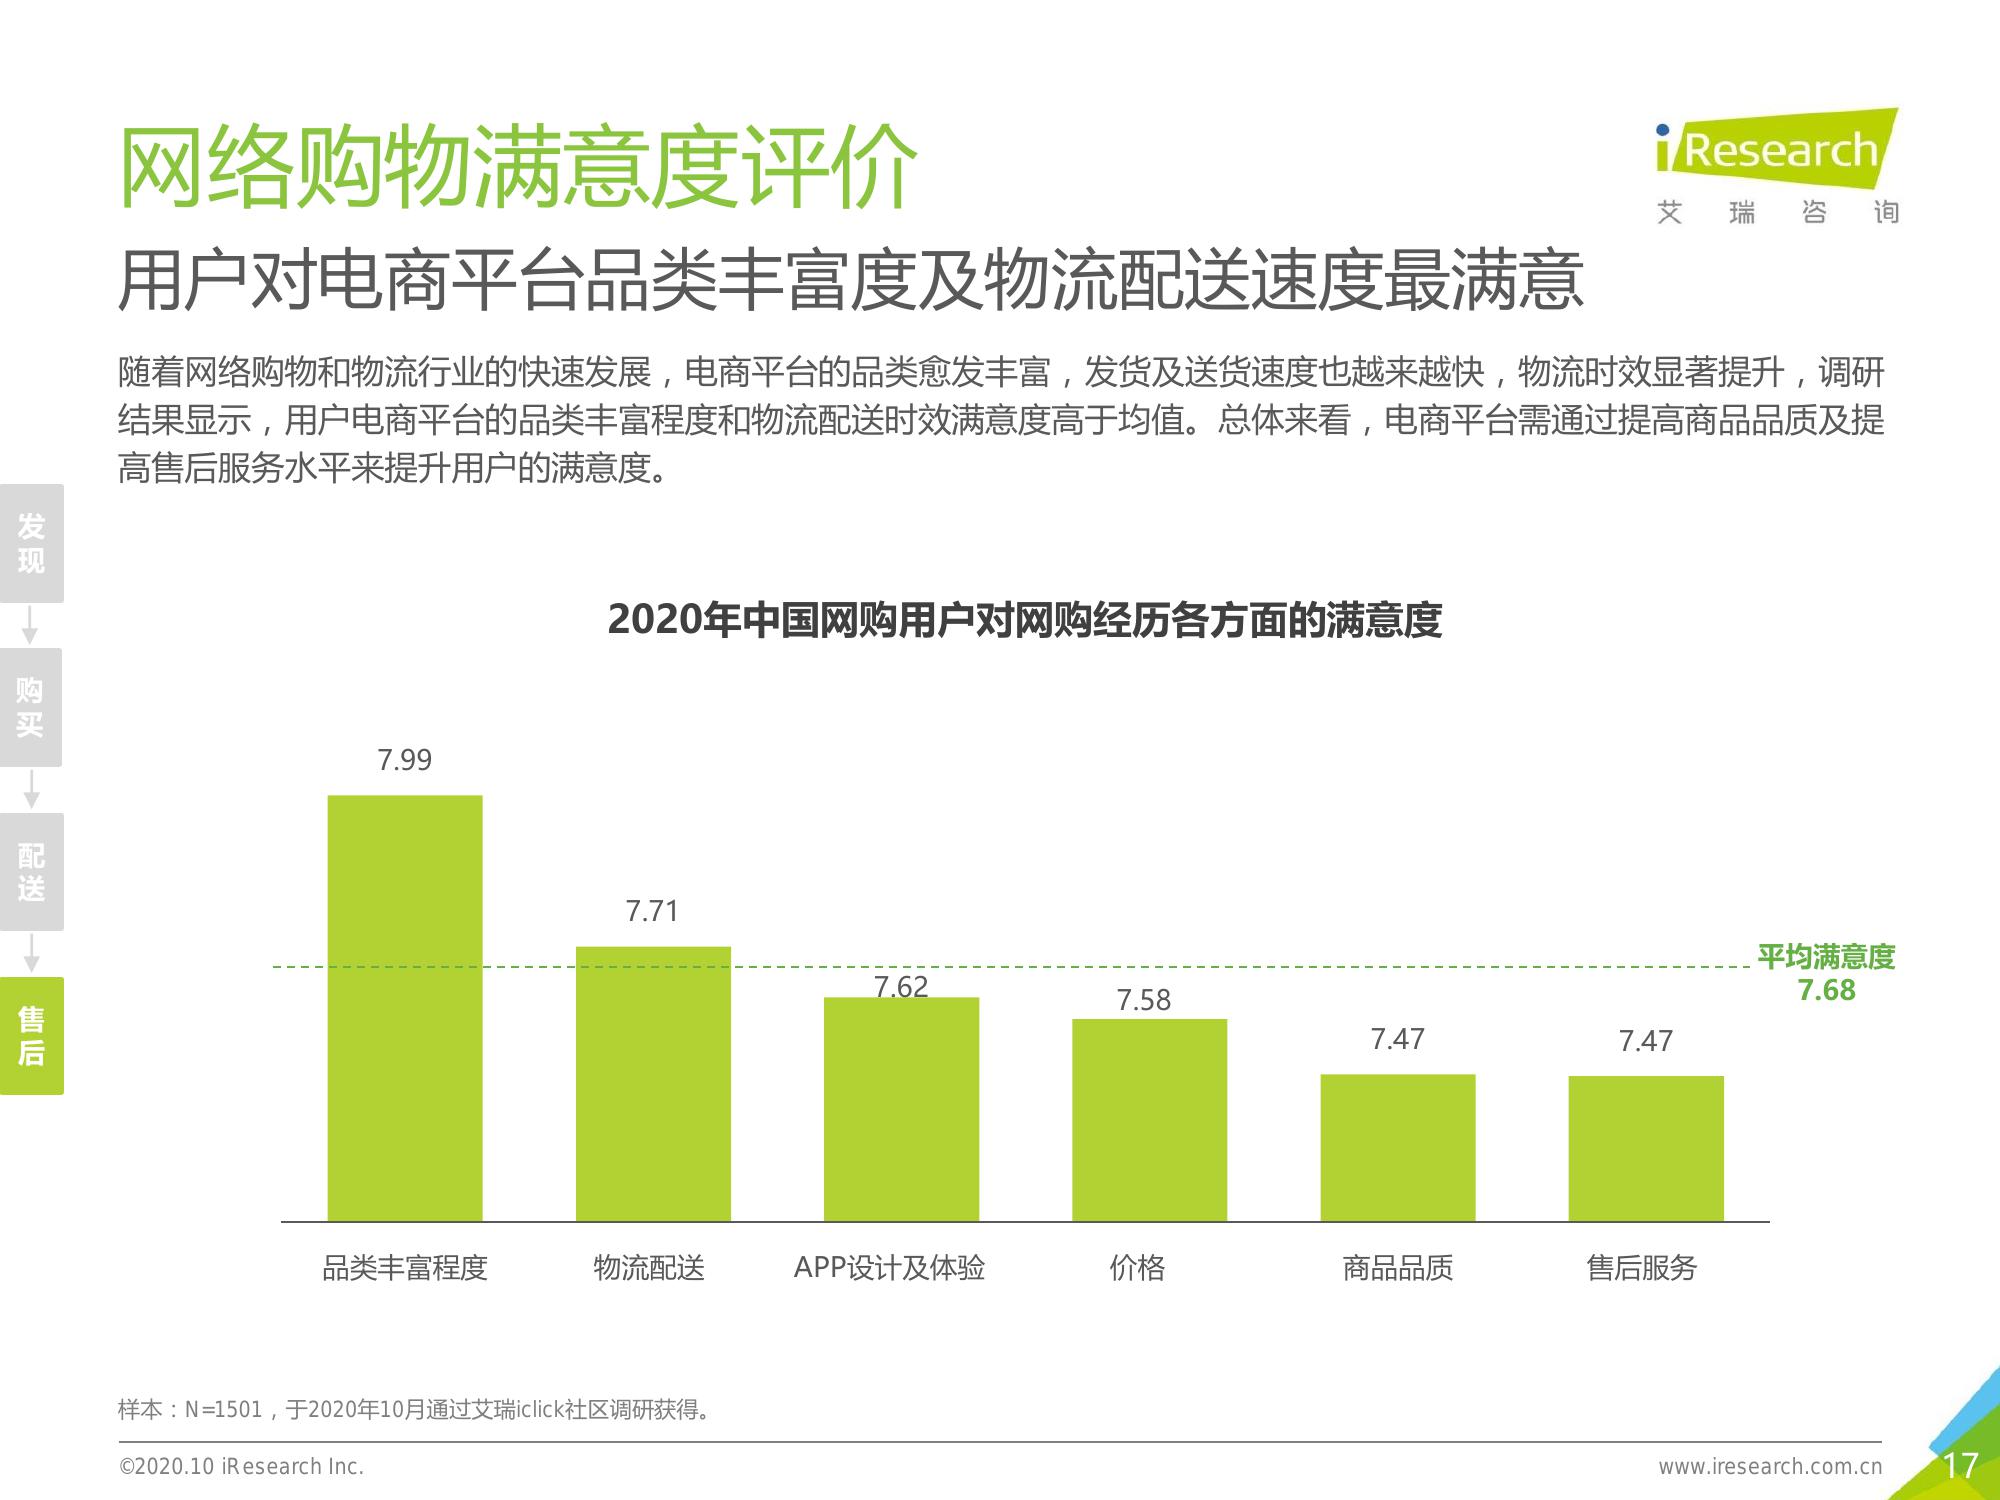 网络购物满意度评价
iResearch
艾瑞咨询
用户对电商平台品类丰富度及物流配送速度最满意
随着网络购物和物流行业的快速发展，电商平台的品类愈发丰富，发货及送货速度也越来越快，物流时效显著提升，调研
结果显示，用户电商平台的品类丰富程度和物流配送时效满意度高于均值。总体来看，电商平台需通过提高商品品质及提
高售后服务水平来提升用户的满意度。
发现
购买
配送
售后
2020年中国网购用户对网购经历各方面的满意度
7.99
7.71
7.62
7.58
7.47
7.47
平均满意度
7.68
品类丰富程度
物流配送
APP设计及体验
价格
商品品质
售后服务
样本：N=1501，于2020年10月通过艾瑞iclick社区调研获得。
©2020.10 iResearch Inc.
www.iresearch.com.cn
17